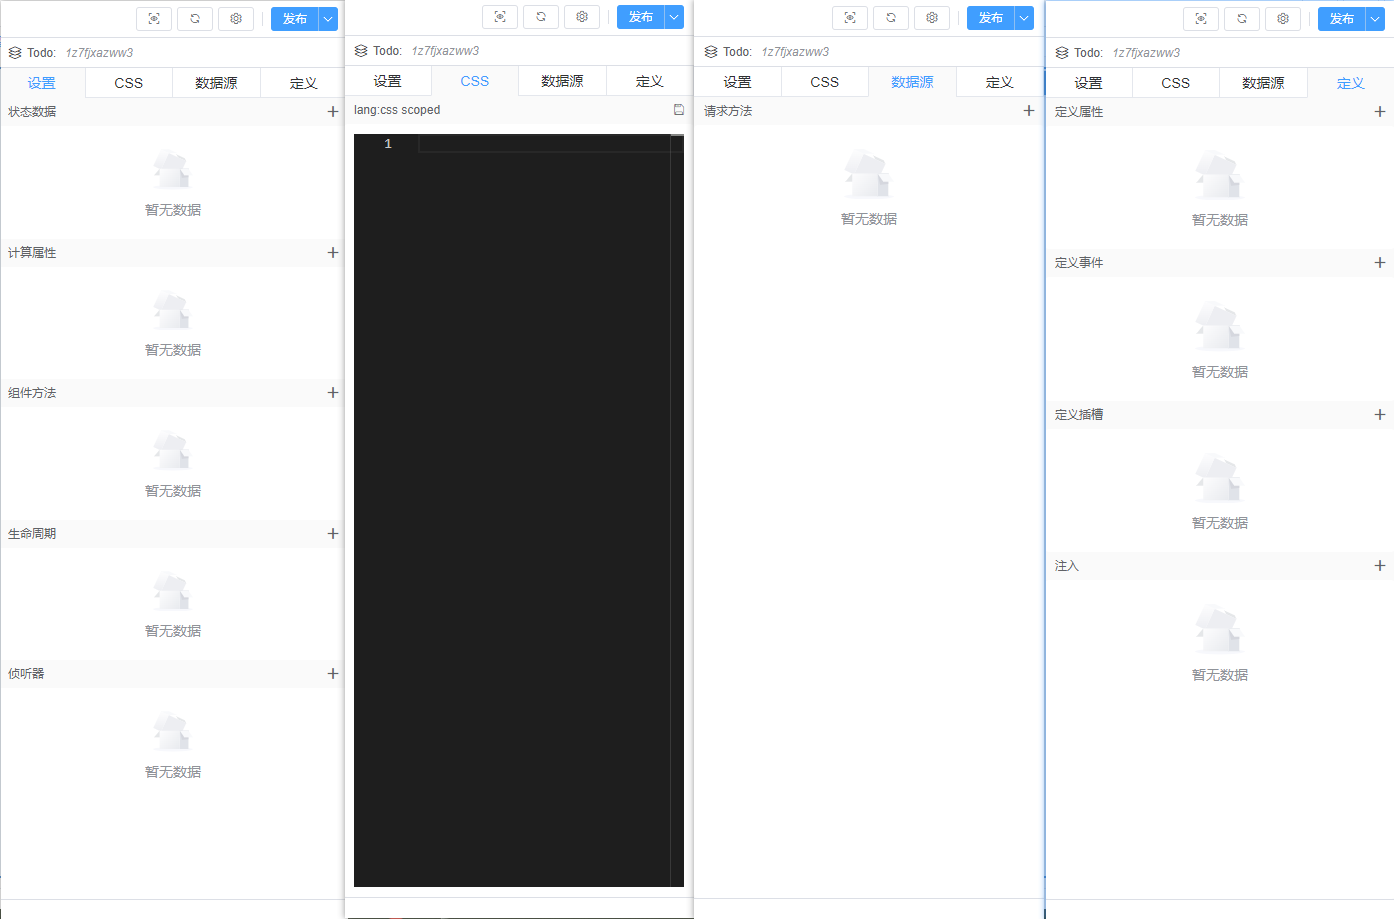 发布
Todo: 1z7fjxazww3
设置 CSS 数据源 定义
状态数据
暂无数据
计算属性
暂无数据
组件方法
暂无数据
生命周期
暂无数据
侦听器
暂无数据
发布
Todo: 1z7fjxazww3
设置 CSS 数据源 定义
lang:css scoped
1
发布
Todo: 1z7fjxazww3
设置 CSS 数据源 定义
请求方法
暂无数据
发布
Todo: 1z7fjxazww3
设置 CSS 数据源 定义
定义属性
暂无数据
定义事件
暂无数据
定义插槽
暂无数据
注入
暂无数据